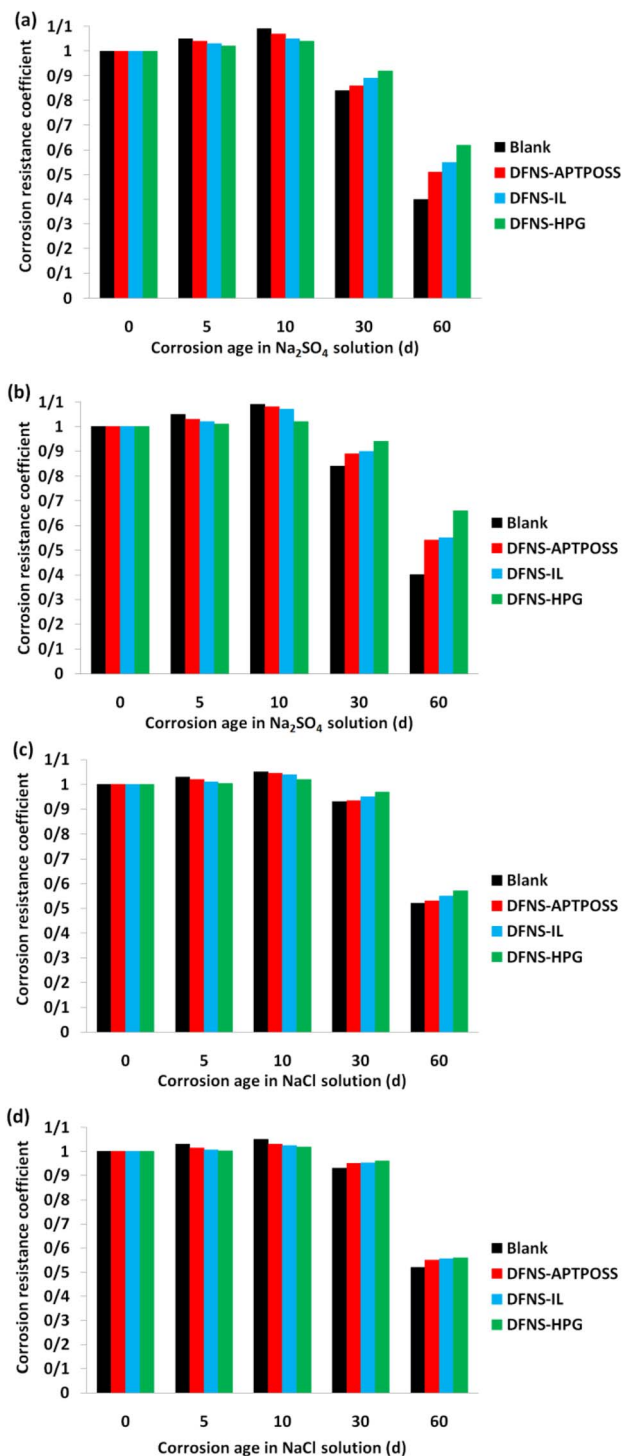 (a)
Corrosion resistance coefficient
1/1
1
0/9
0/8
0/7
0/6
0/5
0/4
0/3
0/2
0/1
0
0 5 10 30 60
Corrosion age in Na₂SO₄ solution (d)
Blank
DFNS-APTPOSS
DFNS-IL
DFNS-HPG
(b)
Corrosion resistance coefficient
1/1
1
0/9
0/8
0/7
0/6
0/5
0/4
0/3
0/2
0/1
0
0 5 10 30 60
Corrosion age in Na₂SO₄ solution (d)
Blank
DFNS-APTPOSS
DFNS-IL
DFNS-HPG
(c)
Corrosion resistance coefficient
1/1
1
0/9
0/8
0/7
0/6
0/5
0/4
0/3
0/2
0/1
0
0 5 10 30 60
Corrosion age in NaCl solution (d)
Blank
DFNS-APTPOSS
DFNS-IL
DFNS-HPG
(d)
Corrosion resistance coefficient
1/1
1
0/9
0/8
0/7
0/6
0/5
0/4
0/3
0/2
0/1
0
0 5 10 30 60
Corrosion age in NaCl solution (d)
Blank
DFNS-APTPOSS
DFNS-IL
DFNS-HPG